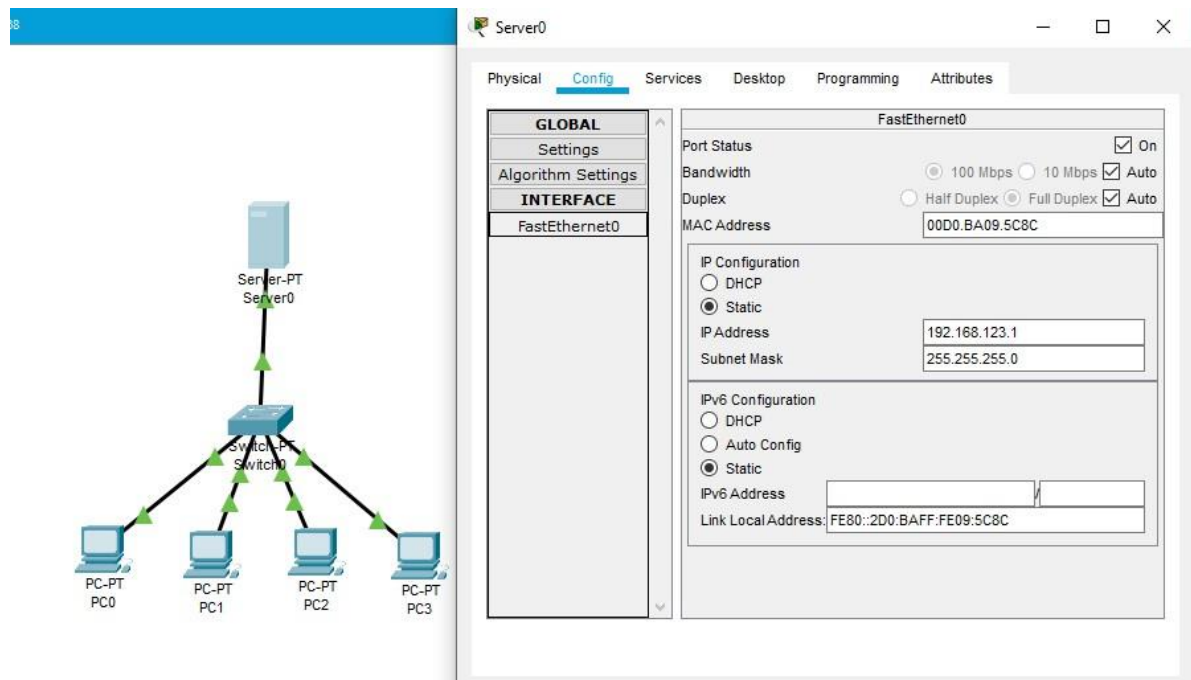 38
Server-PT
Server0
Switch-PT
Switch0
PC-PT
PC0
PC-PT
PC1
PC-PT
PC2
PC-PT
PC3
Server0
Physical Config Services Desktop Programming Attributes
GLOBAL
Settings
Algorithm Settings
INTERFACE
FastEthernet0
FastEthernet0
Port Status On
Bandwidth 100 Mbps 10 Mbps Auto
Duplex Half Duplex Full Duplex Auto
MAC Address 00D0.BA09.5C8C
IP Configuration
DHCP
Static
IP Address 192.168.123.1
Subnet Mask 255.255.255.0
IPv6 Configuration
DHCP
Auto Config
Static
IPv6 Address /
Link Local Address: FE80::2D0:BAFF:FE09:5C8C